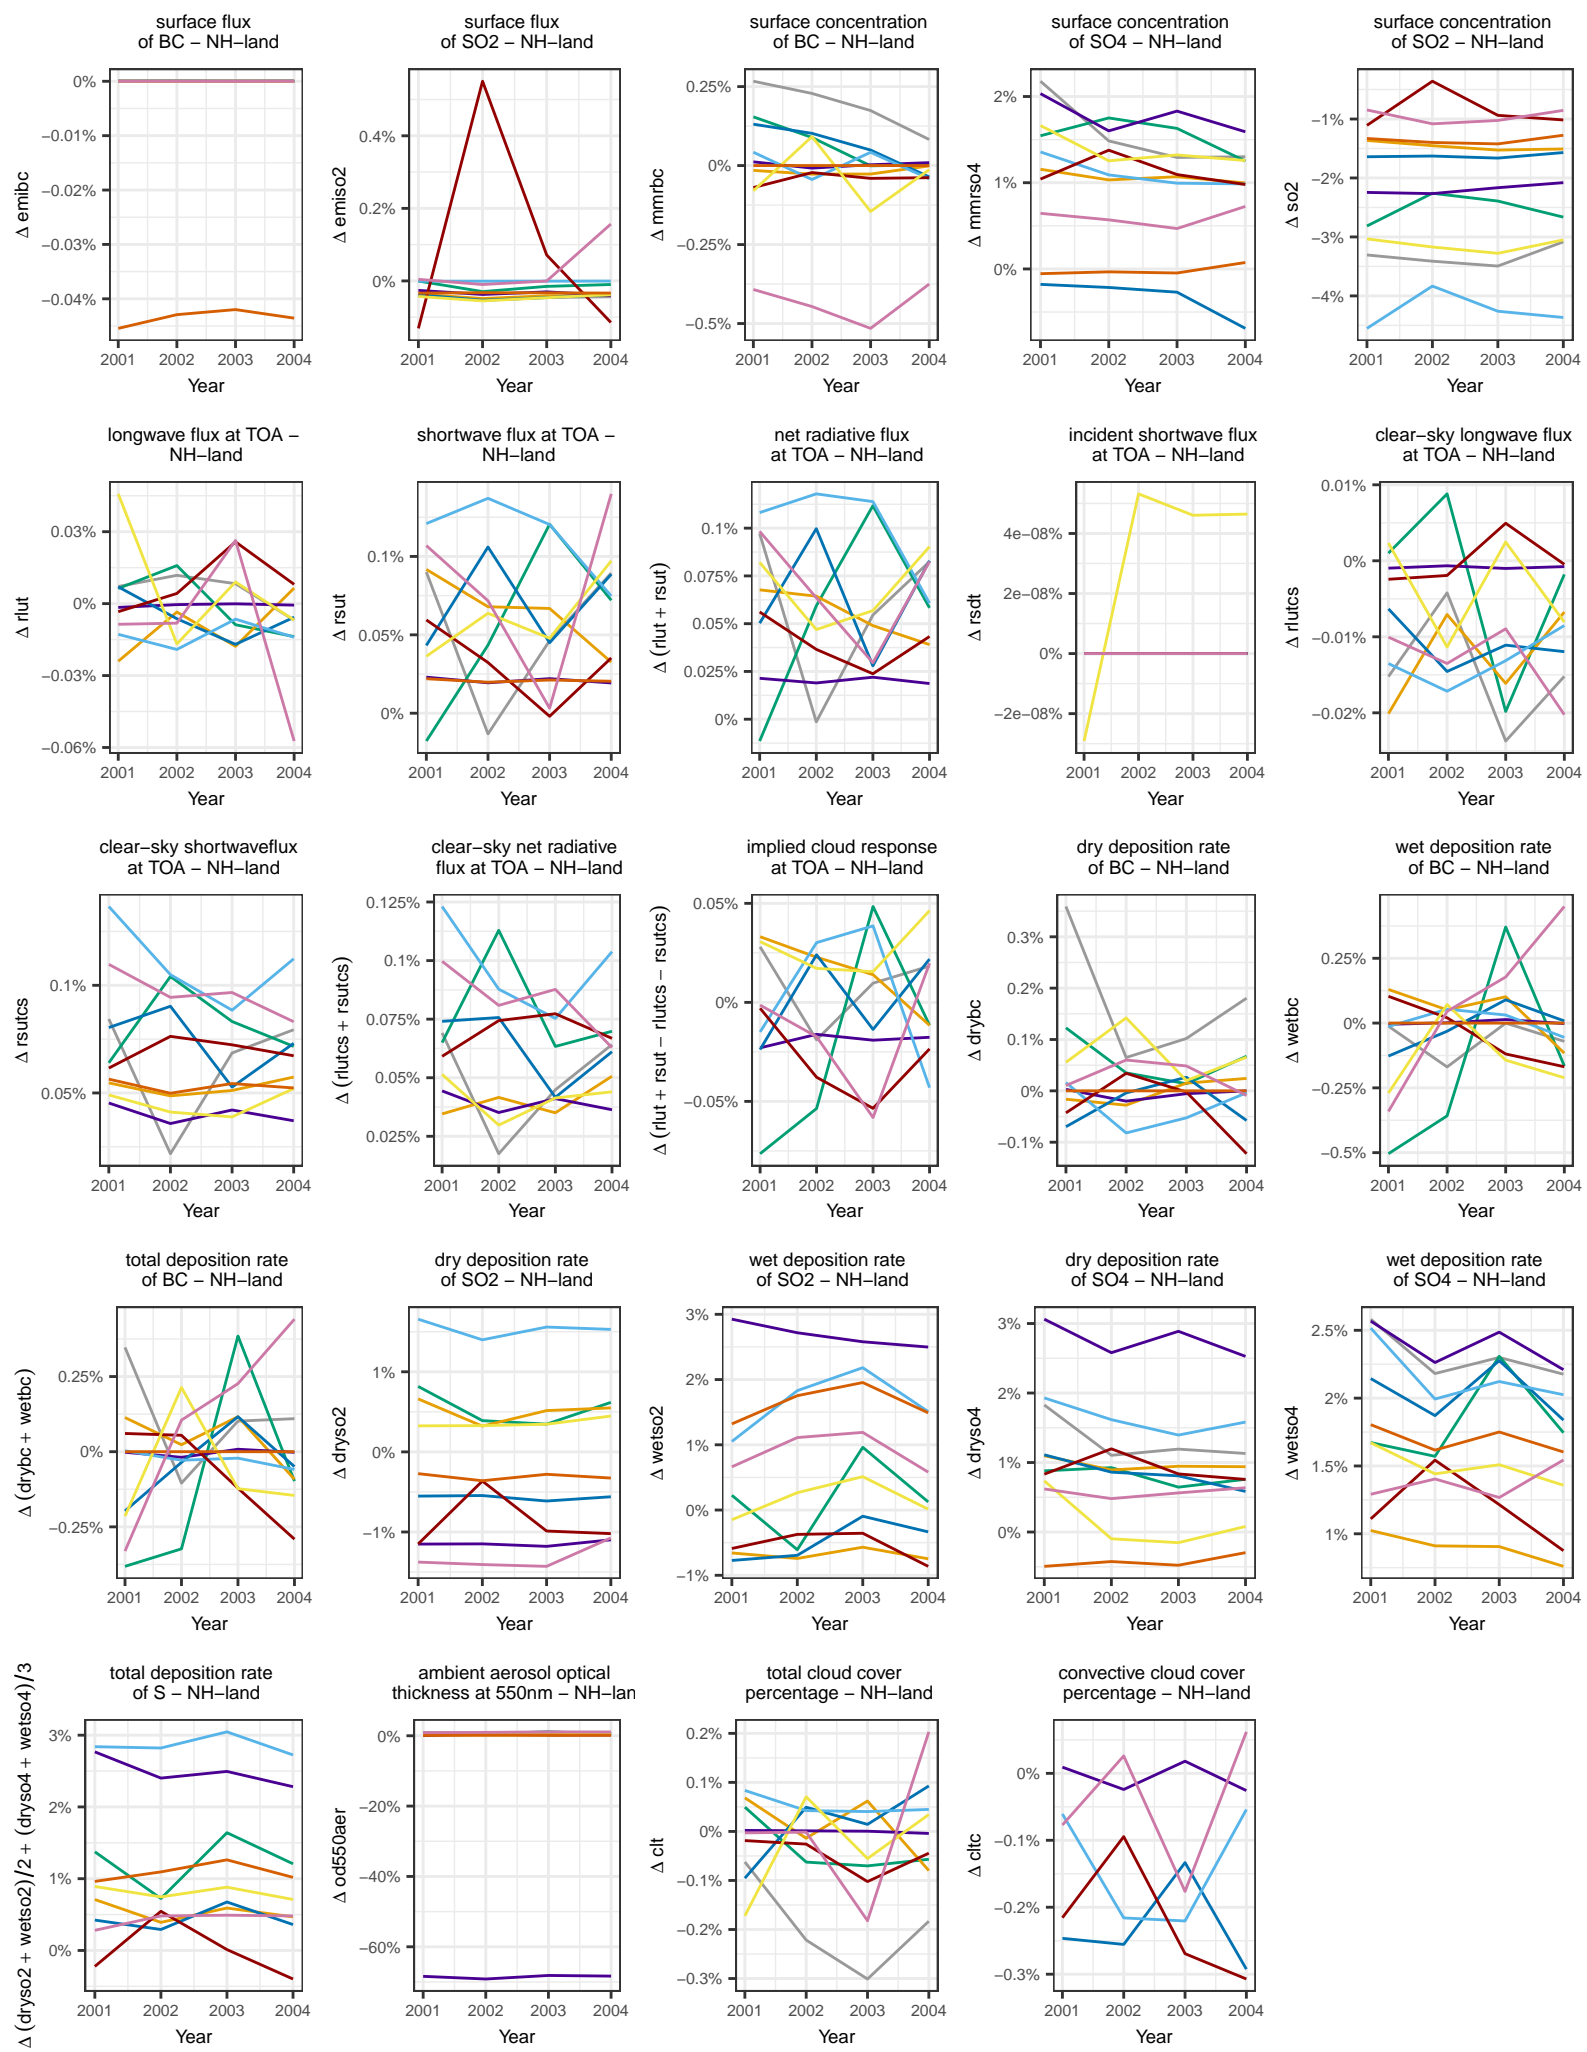 surface flux
of BC − NH−land
surface flux
of SO2 − NH−land
surface concentration
of BC − NH−land
surface concentration
of SO4 − NH−land
surface concentration
of SO2 − NH−land
Δ emibc
0%
−0.01%
−0.02%
−0.03%
−0.04%
2001 2002 2003 2004
Year
Δ emiso2
0.4%
0.2%
0%
2001 2002 2003 2004
Year
Δ mmrbc
0.25%
0%
−0.25%
−0.5%
2001 2002 2003 2004
Year
Δ mmrso4
2%
1%
0%
2001 2002 2003 2004
Year
Δ so2
−1%
−2%
−3%
−4%
2001 2002 2003 2004
Year
longwave flux at TOA −
NH−land
shortwave flux at TOA −
NH−land
net radiative flux
at TOA − NH−land
incident shortwave flux
at TOA − NH−land
clear−sky longwave flux
at TOA − NH−land
Δ rlut
0.03%
0%
−0.03%
−0.06%
2001 2002 2003 2004
Year
Δ rsut
0.1%
0.05%
0%
2001 2002 2003 2004
Year
Δ (rlut + rsut)
0.1%
0.075%
0.05%
0.025%
0%
2001 2002 2003 2004
Year
Δ rsdt
4e−08%
2e−08%
0%
−2e−08%
2001 2002 2003 2004
Year
Δ rlutcs
0.01%
0%
−0.01%
−0.02%
2001 2002 2003 2004
Year
clear−sky shortwaveflux
at TOA − NH−land
clear−sky net radiative
flux at TOA − NH−land
implied cloud response
at TOA − NH−land
dry deposition rate
of BC − NH−land
wet deposition rate
of BC − NH−land
Δ rsutcs
0.1%
0.05%
2001 2002 2003 2004
Year
Δ (rlutcs + rsutcs)
0.125%
0.1%
0.075%
0.05%
0.025%
2001 2002 2003 2004
Year
Δ (rlut + rsut − rlutcs − rsutcs)
0.05%
0%
−0.05%
2001 2002 2003 2004
Year
Δ drybc
0.3%
0.2%
0.1%
0%
−0.1%
2001 2002 2003 2004
Year
Δ wetbc
0.25%
0%
−0.25%
−0.5%
2001 2002 2003 2004
Year
total deposition rate
of BC − NH−land
dry deposition rate
of SO2 − NH−land
wet deposition rate
of SO2 − NH−land
dry deposition rate
of SO4 − NH−land
wet deposition rate
of SO4 − NH−land
Δ (drybc + wetbc)
0.25%
0%
−0.25%
2001 2002 2003 2004
Year
Δ dryso2
1%
0%
−1%
2001 2002 2003 2004
Year
Δ wetso2
3%
2%
1%
0%
−1%
2001 2002 2003 2004
Year
Δ dryso4
3%
2%
1%
0%
2001 2002 2003 2004
Year
Δ wetso4
2.5%
2%
1.5%
1%
2001 2002 2003 2004
Year
total deposition rate
of S − NH−land
ambient aerosol optical
thickness at 550nm − NH−lan
total cloud cover
percentage − NH−land
convective cloud cover
percentage − NH−land
Δ (dryso2 + wetso2)/2 + (dryso4 + wetso4)/3
3%
2%
1%
0%
2001 2002 2003 2004
Year
Δ od550aer
0%
−20%
−40%
−60%
2001 2002 2003 2004
Year
Δ clt
0.2%
0.1%
0%
−0.1%
−0.2%
−0.3%
2001 2002 2003 2004
Year
Δ cltc
0%
−0.1%
−0.2%
−0.3%
2001 2002 2003 2004
Year